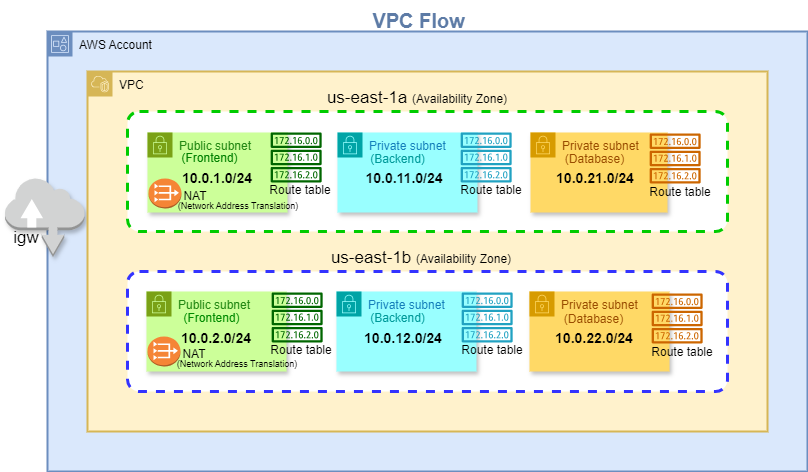 VPC Flow
AWS Account
VPC
us-east-1a (Availability Zone)
Public subnet
(Frontend)
10.0.1.0/24
NAT
(Network Address Translation)
172.16.0.0
172.16.1.0
172.16.2.0
Route table
Private subnet
(Backend)
10.0.11.0/24
172.16.0.0
172.16.1.0
172.16.2.0
Route table
Private subnet
(Database)
10.0.21.0/24
172.16.0.0
172.16.1.0
172.16.2.0
Route table
igw
us-east-1b (Availability Zone)
Public subnet
(Frontend)
10.0.2.0/24
NAT
(Network Address Translation)
172.16.0.0
172.16.1.0
172.16.2.0
Route table
Private subnet
(Backend)
10.0.12.0/24
172.16.0.0
172.16.1.0
172.16.2.0
Route table
Private subnet
(Database)
10.0.22.0/24
172.16.0.0
172.16.1.0
172.16.2.0
Route table